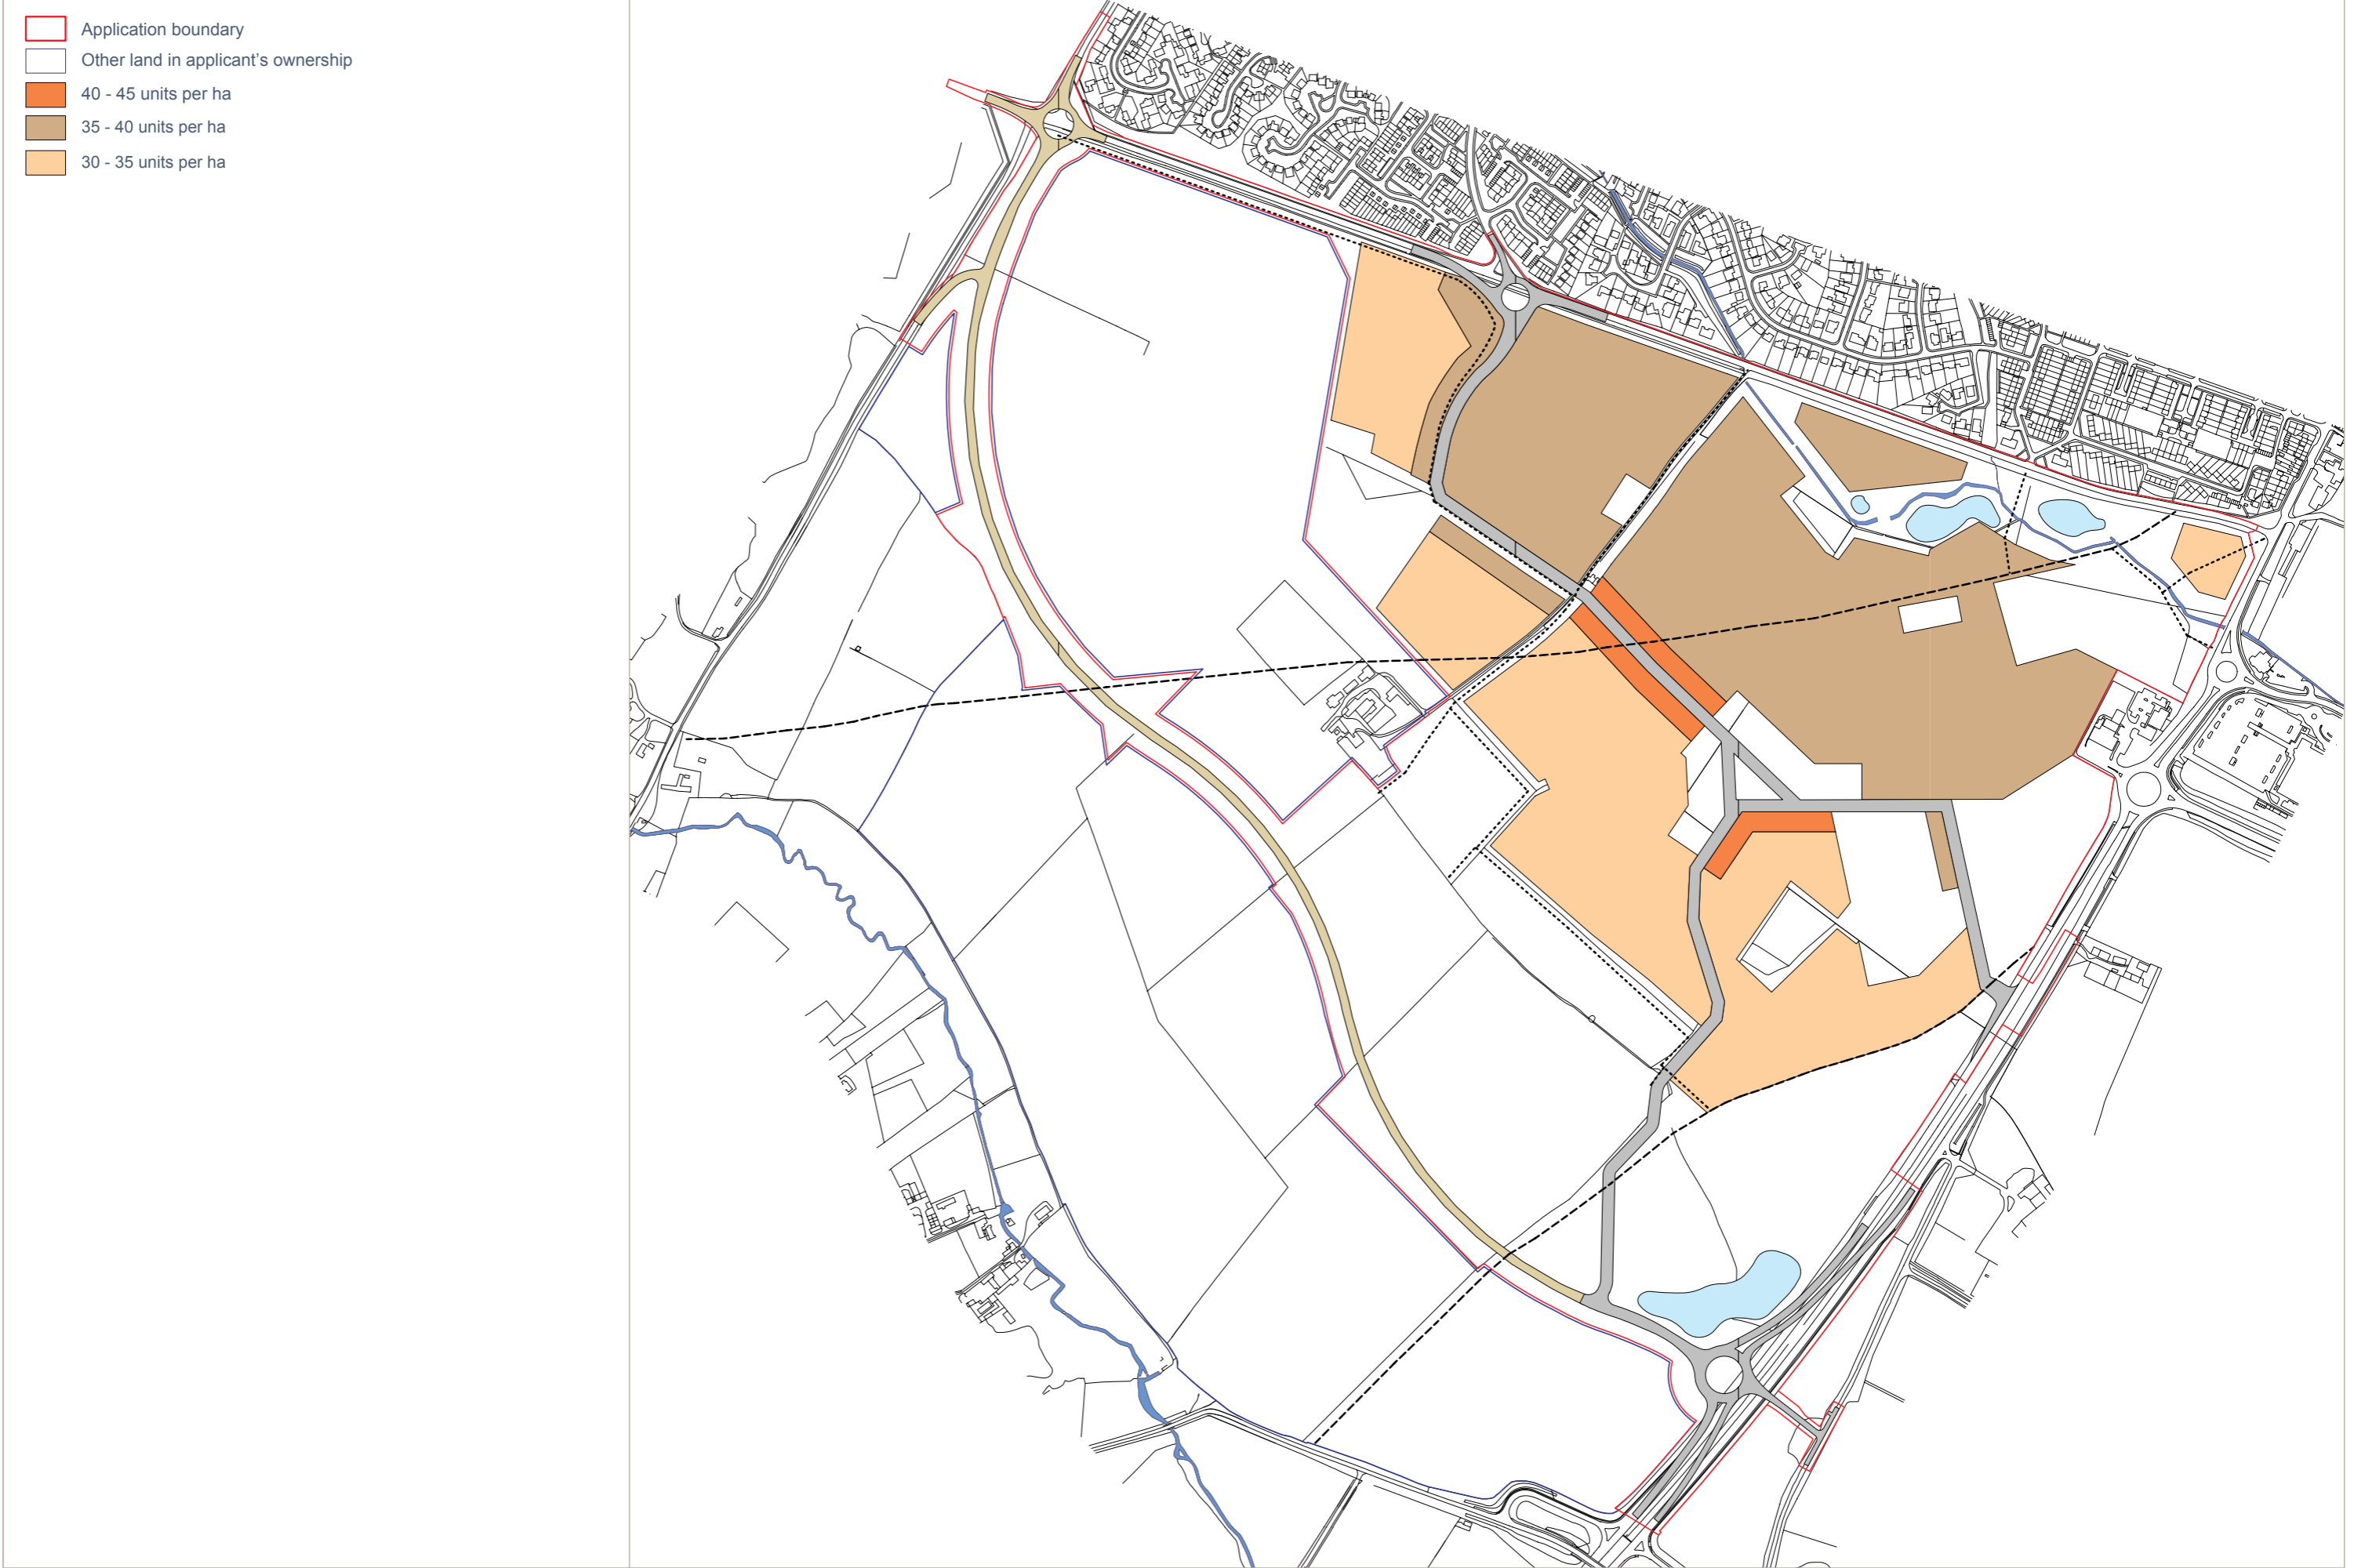 Application boundary
Other land in applicant's ownership
40 - 45 units per ha
35 - 40 units per ha
30 - 35 units per ha